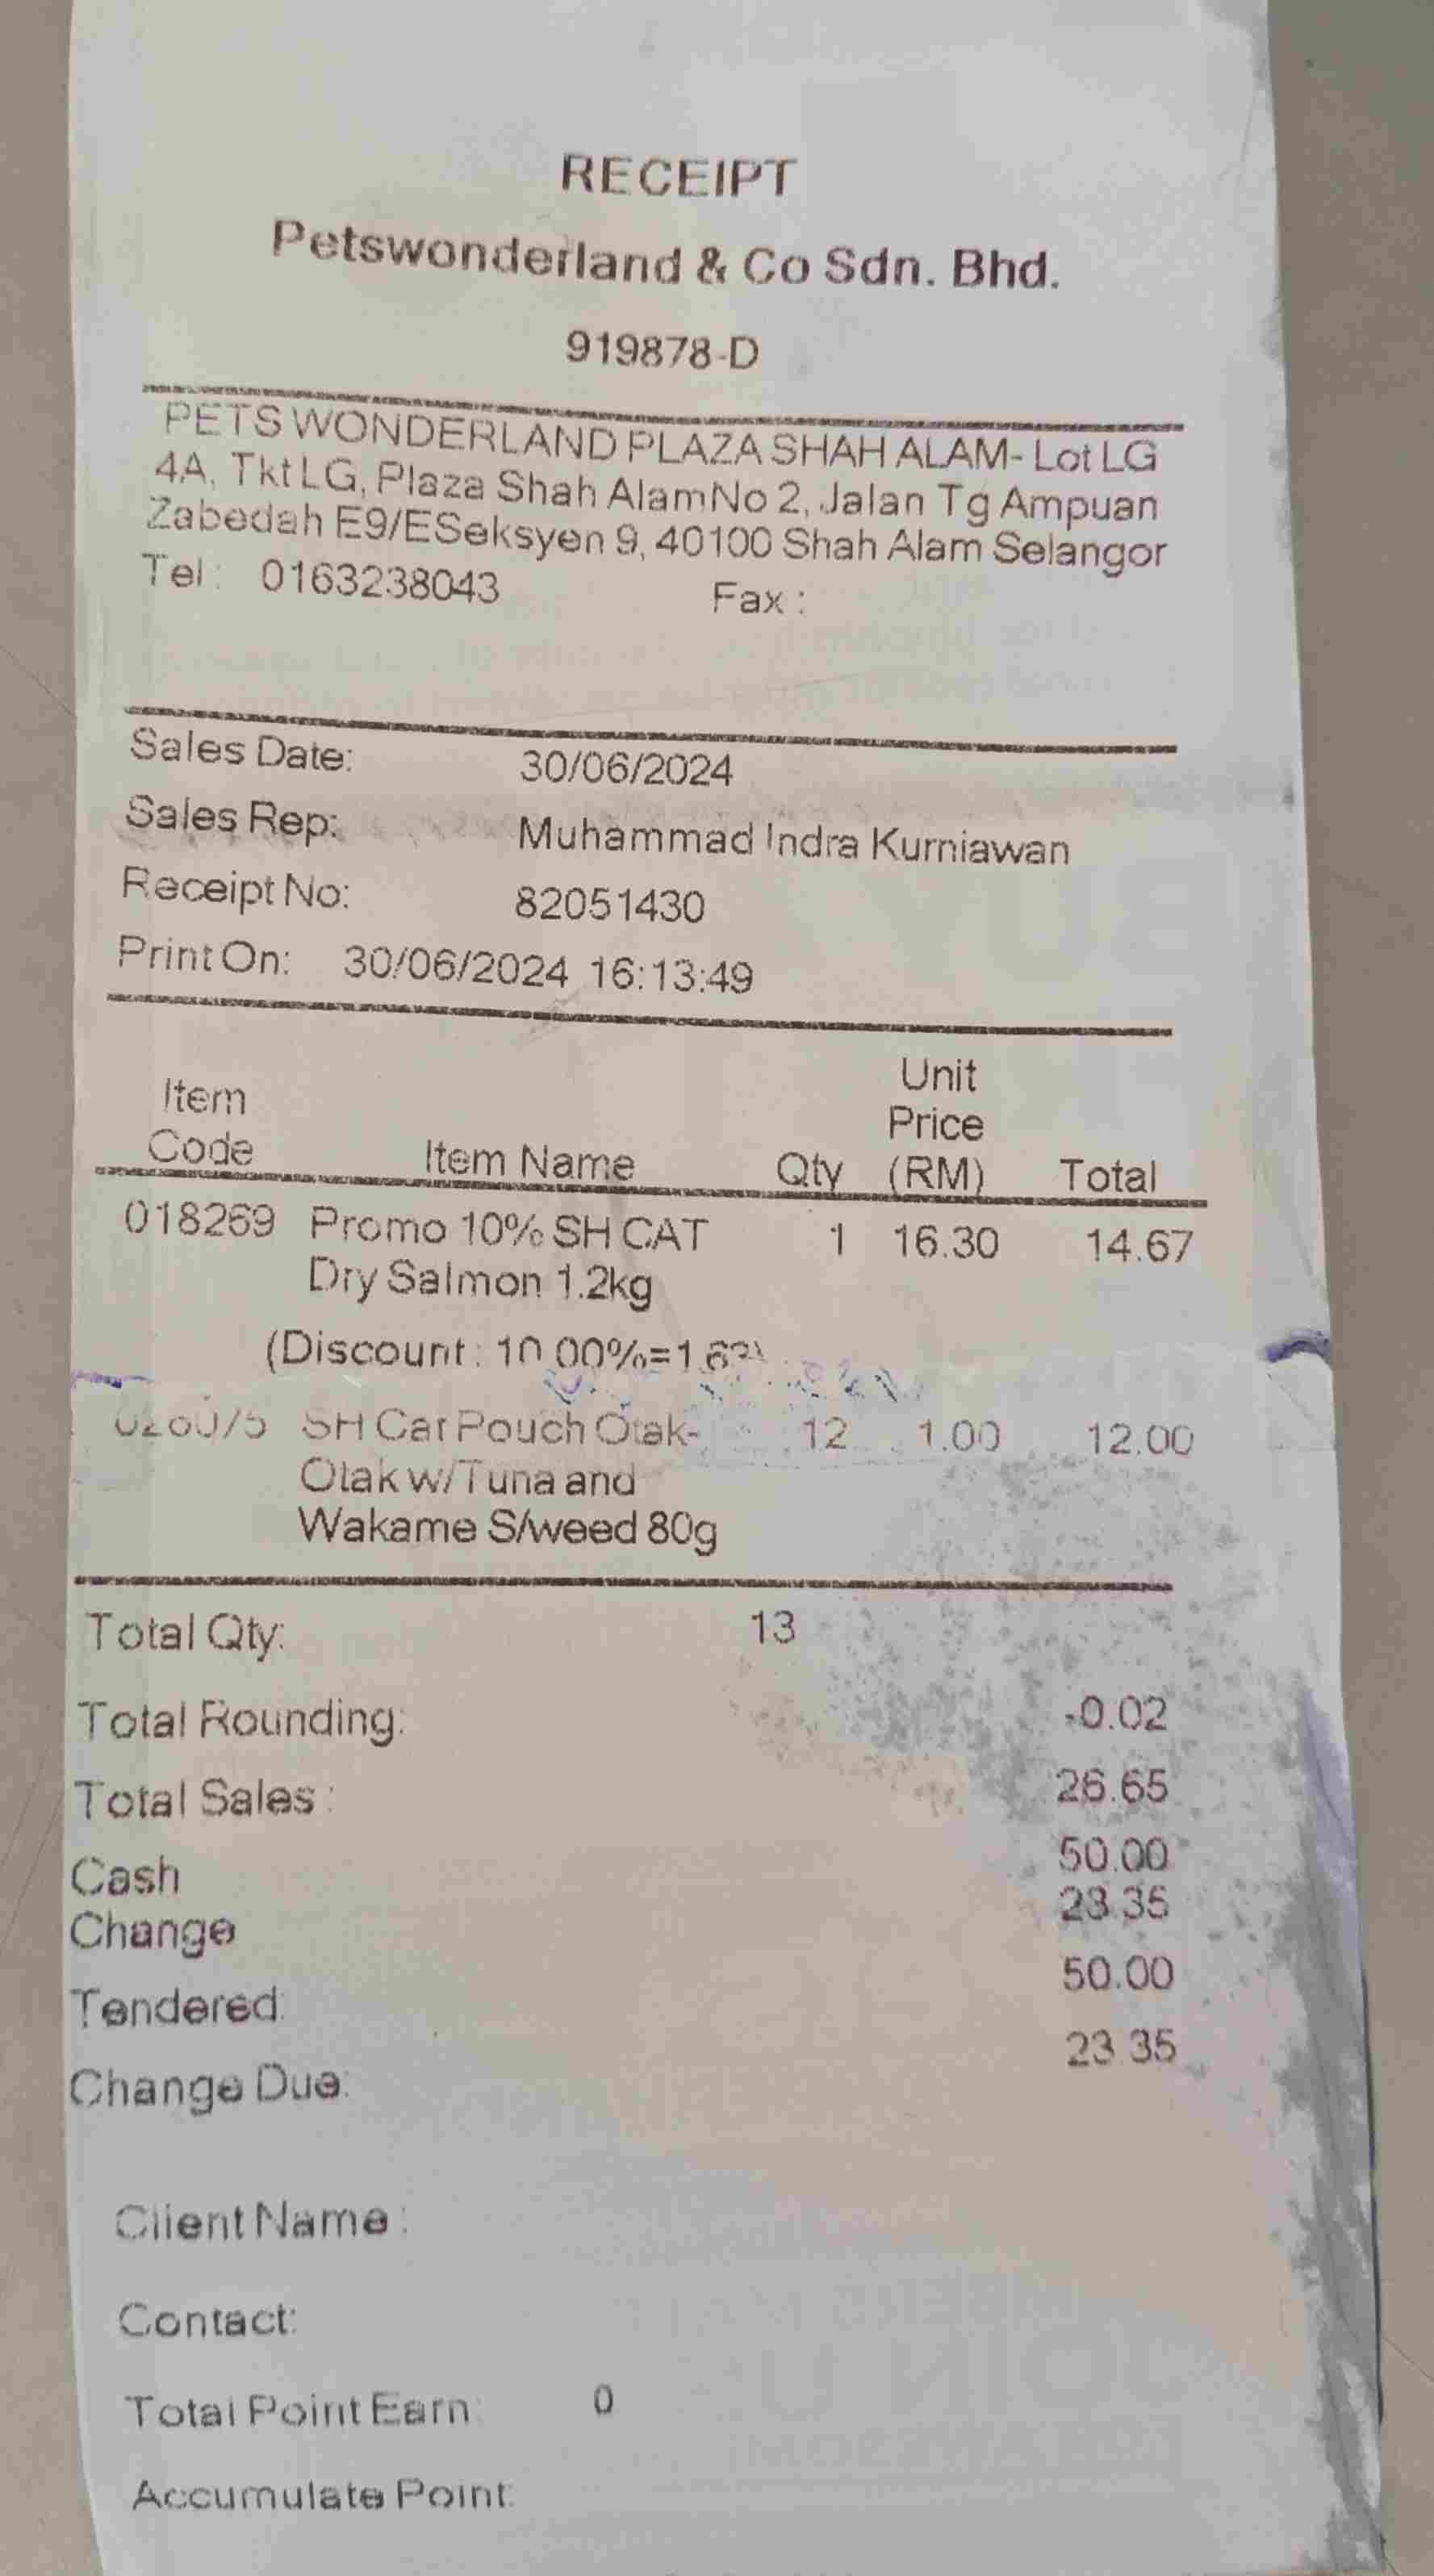 RECEIPT
Petswonderland & Co Sdn. Bhd.
919878-D
PETS WONDERLAND PLAZA SHAH ALAM- Lot LG
4A, Tkt LG, Plaza Shah AlamNo 2, Jalan Tg Ampuan
Zabedah E9/ESeksyen 9, 40100 Shah Alam Selangor
Tel : 0163238043 Fax :
Sales Date: 30/06/2024
Sales Rep: Muhammad Indra Kurniawan
Receipt No: 82051430
Print On: 30/06/2024 16:13:49
Unit
Item Price
Code Item Name Qty (RM) Total
018269 Promo 10% SH CAT 1 16.30 14.67
Dry Salmon 1.2kg
(Discount : 10.00%=1.63)
SH Pouch Otak- 12 1.00 12.00
Otak w/Tuna and
Wakame S/weed 80g
Total Qty: 13
Total Rounding: -0.02
Total Sales : 26.65
Cash 50.00
Change 23.35
Tendered: 50.00
Change Due: 23.35
Client Name :
Contact:
Total Point Earn: 0
Accumulate Point: